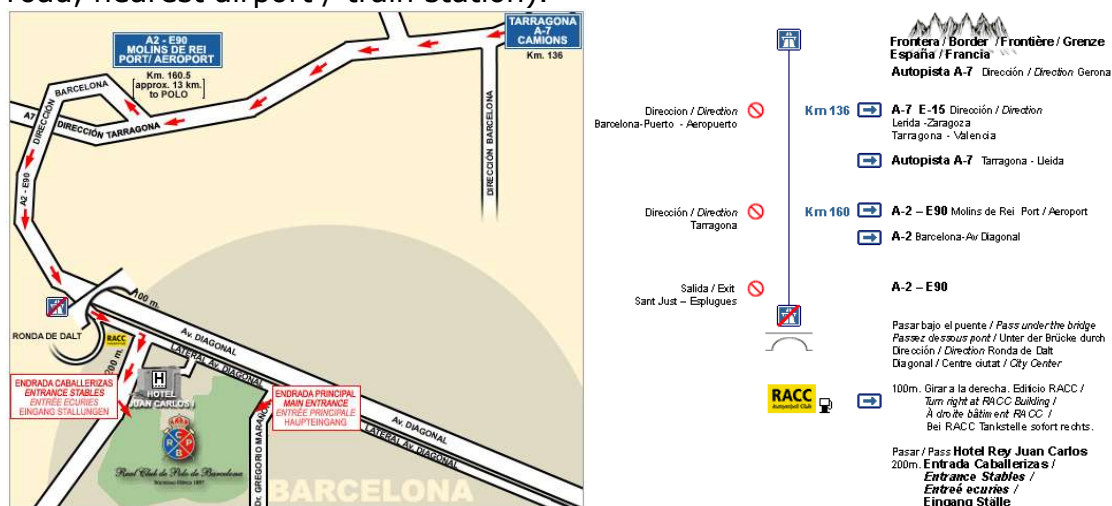 road, nearest airport / train station).
A2 - E90
MOLINS DE REI
PORT/ AEROPORT
Km. 160.5
[approx. 13 km.]
to POLO
TARRAGONA
A-7
CAMIONS
Km. 136
DIRECCIÓN BARCELONA
A7 DIRECCIÓN TARRAGONA
DIRECCIÓN BARCELONA
A2 - E90
100 m.
RONDA DE DALT
RACC
200 m.
Av. DIAGONAL
LATERAL Av. DIAGONAL
H
HOTEL
JUAN CARLOS I
ENDRADA CABALLERIZAS
ENTRANCE STABLES
ENTRÉE ECURIES
EINGANG STALLUNGEN
ENDRADA PRINCIPAL
MAIN ENTRANCE
ENTRÉE PRINCIPALE
HAUPTEINGANG
Av. DIAGONAL
LATERAL Av. DIAGONAL
Dr. GREGORIO MARAÑO
R C P B
Real Club de Polo de Barcelona
BARCELONA
Frontera / Border / Frontière / Grenze
España / Francia
Autopista A-7 Dirección / Direction Gerona
Direccion / Direction
Barcelona-Puerto - Aeropuerto
Km 136
A-7 E-15 Dirección / Direction
Lerida -Zaragoza
Tarragona - Valencia
Autopista A-7 Tarragona - Lleida
Dirección / Direction
Tarragona
Km 160
A-2 – E90 Molins de Rei Port / Aeroport
A-2 Barcelona-Av Diagonal
Salida / Exit
Sant Just – Esplugues
A-2 – E90
Pasar bajo el puente / Pass under the bridge
Passez dessous pont / Unter der Brücke durch
Dirección / Direction Ronda de Dalt
Diagonal / Centre ciutat / City Center
RACC
Automòbil Club
100m. Girar a la derecha. Edificio RACC /
Turn right at RACC Building /
À droite bâtiment RACC /
Bei RACC Tankstelle sofort rechts.
Pasar / Pass Hotel Rey Juan Carlos
200m. Entrada Caballerizas /
Entrance Stables /
Entreé ecuries /
Eingang Ställe